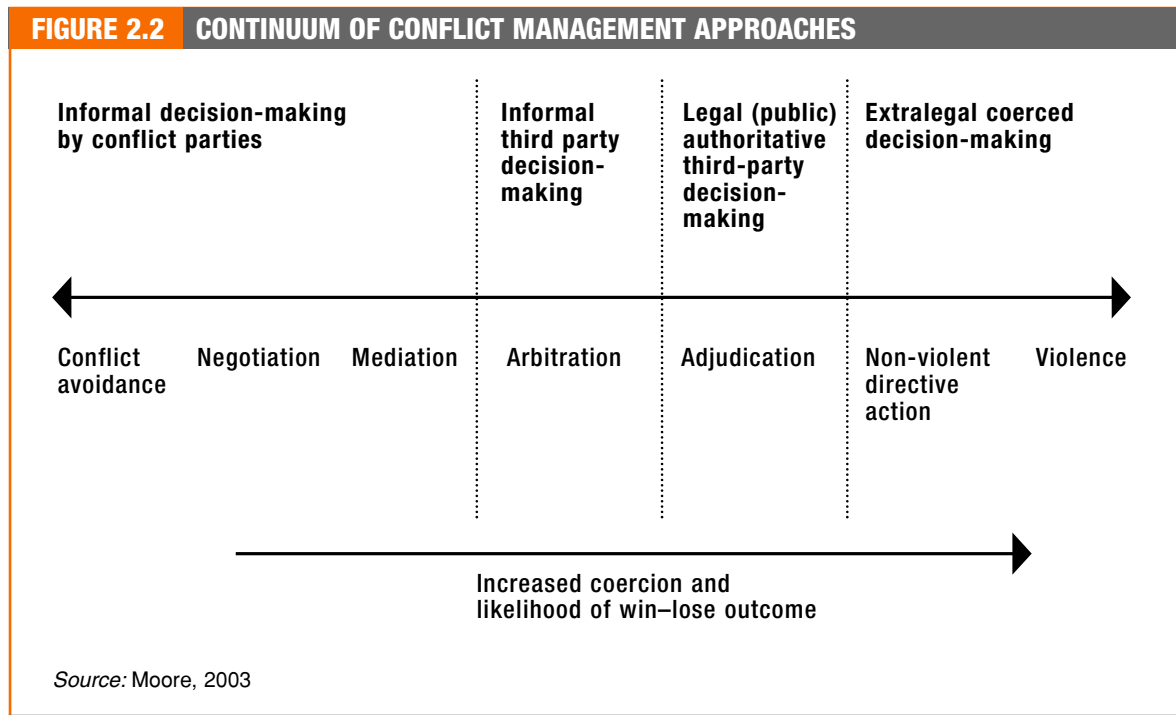 FIGURE 2.2 CONTINUUM OF CONFLICT MANAGEMENT APPROACHES
Informal decision-making
by conflict parties
Informal
third party
decision-
making
Legal (public)
authoritative
third-party
decision-
making
Extralegal coerced
decision-making
Conflict
avoidance
Negotiation
Mediation
Arbitration
Adjudication
Non-violent
directive
action
Violence
Increased coercion and
likelihood of win–lose outcome
Source: Moore, 2003